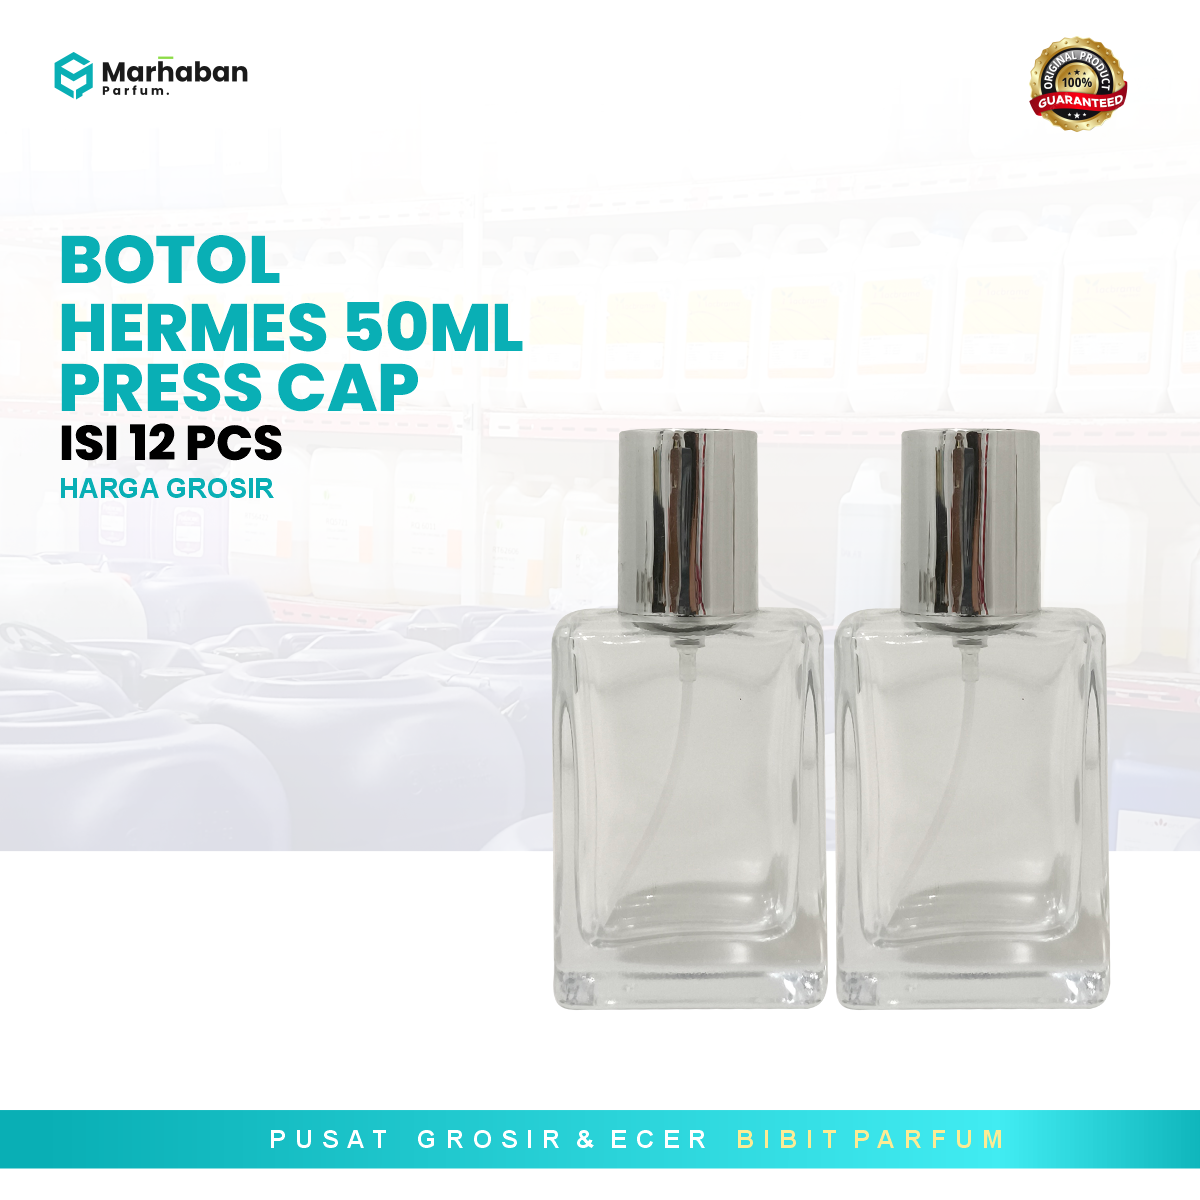 Marhaban
Parfum.
ORIGINAL PRODUCT
100%
GUARANTEED
BOTOL
HERMES 50ML
PRESS CAP
ISI 12 PCS
HARGA GROSIR
PUSAT GROSIR & ECER BIBIT PARFUM